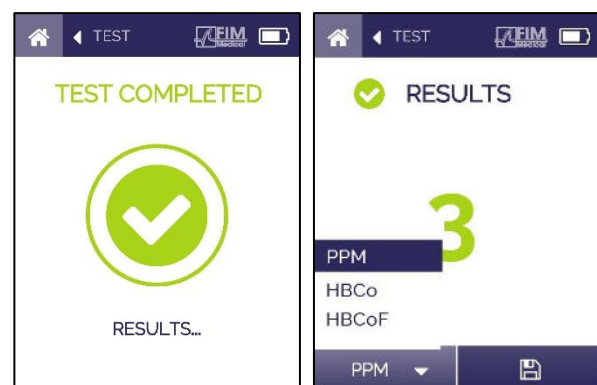 TEST
FIM
Medical
TEST COMPLETED
RESULTS...
TEST
FIM
Medical
RESULTS
3
PPM
HBCo
HBCoF
PPM